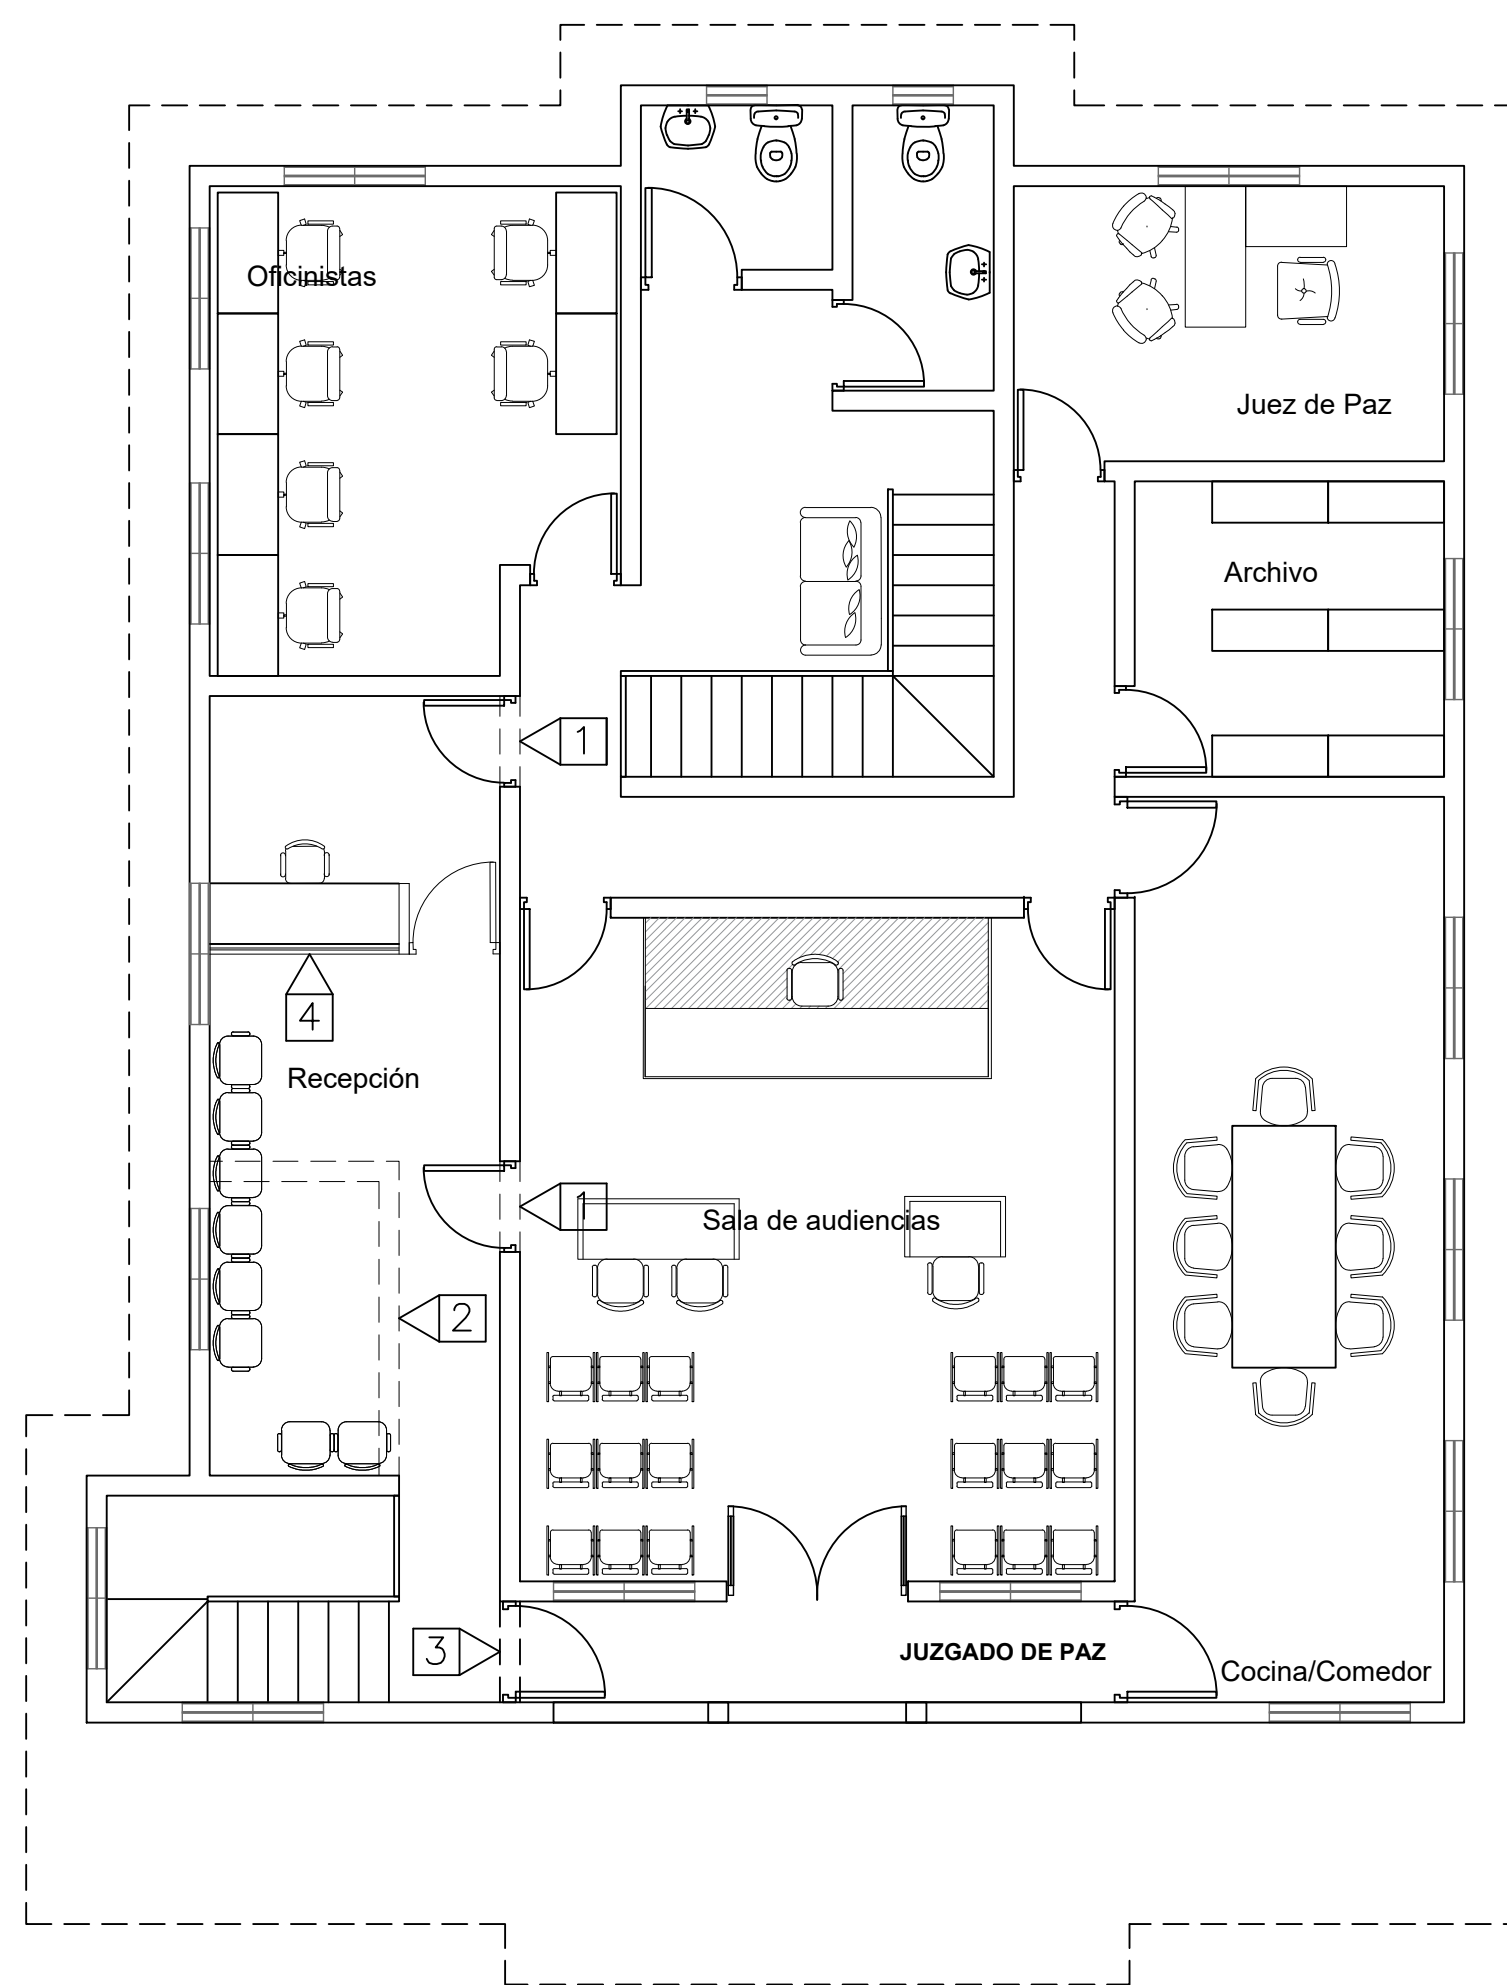 Oficinistas
Juez de Paz
Archivo
1
4
Recepción
1
Sala de audiencias
2
3
JUZGADO DE PAZ
Cocina/Comedor